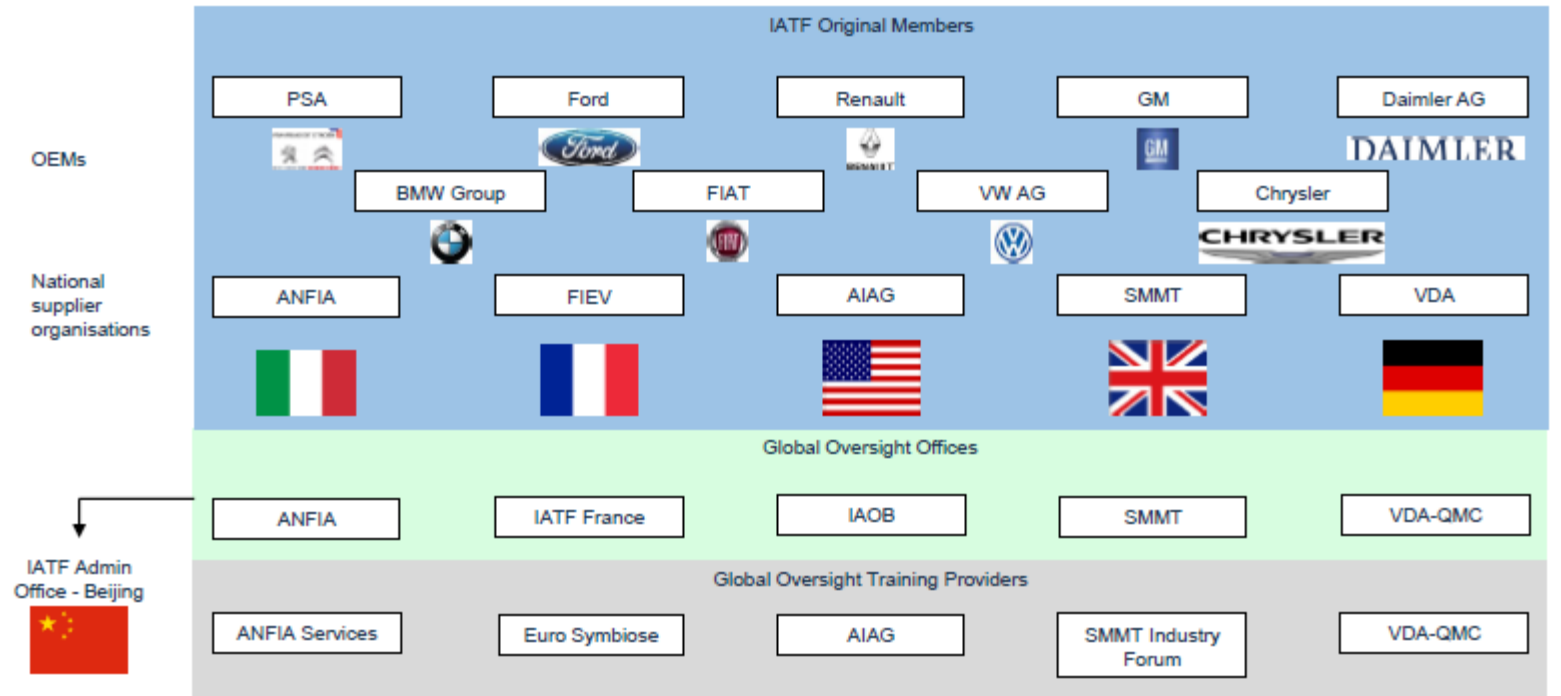 IATF Original Members
PSA
Ford
Renault
GM
Daimler AG
OEMs
Ford
RENAULT
GM
DAIMLER
BMW Group
FIAT
VW AG
Chrysler
FIAT
CHRYSLER
National
supplier
organisations
ANFIA
FIEV
AIAG
SMMT
VDA
Global Oversight Offices
ANFIA
IATF France
IAOB
SMMT
VDA-QMC
IATF Admin
Office - Beijing
Global Oversight Training Providers
ANFIA Services
Euro Symbiose
AIAG
SMMT Industry
Forum
VDA-QMC